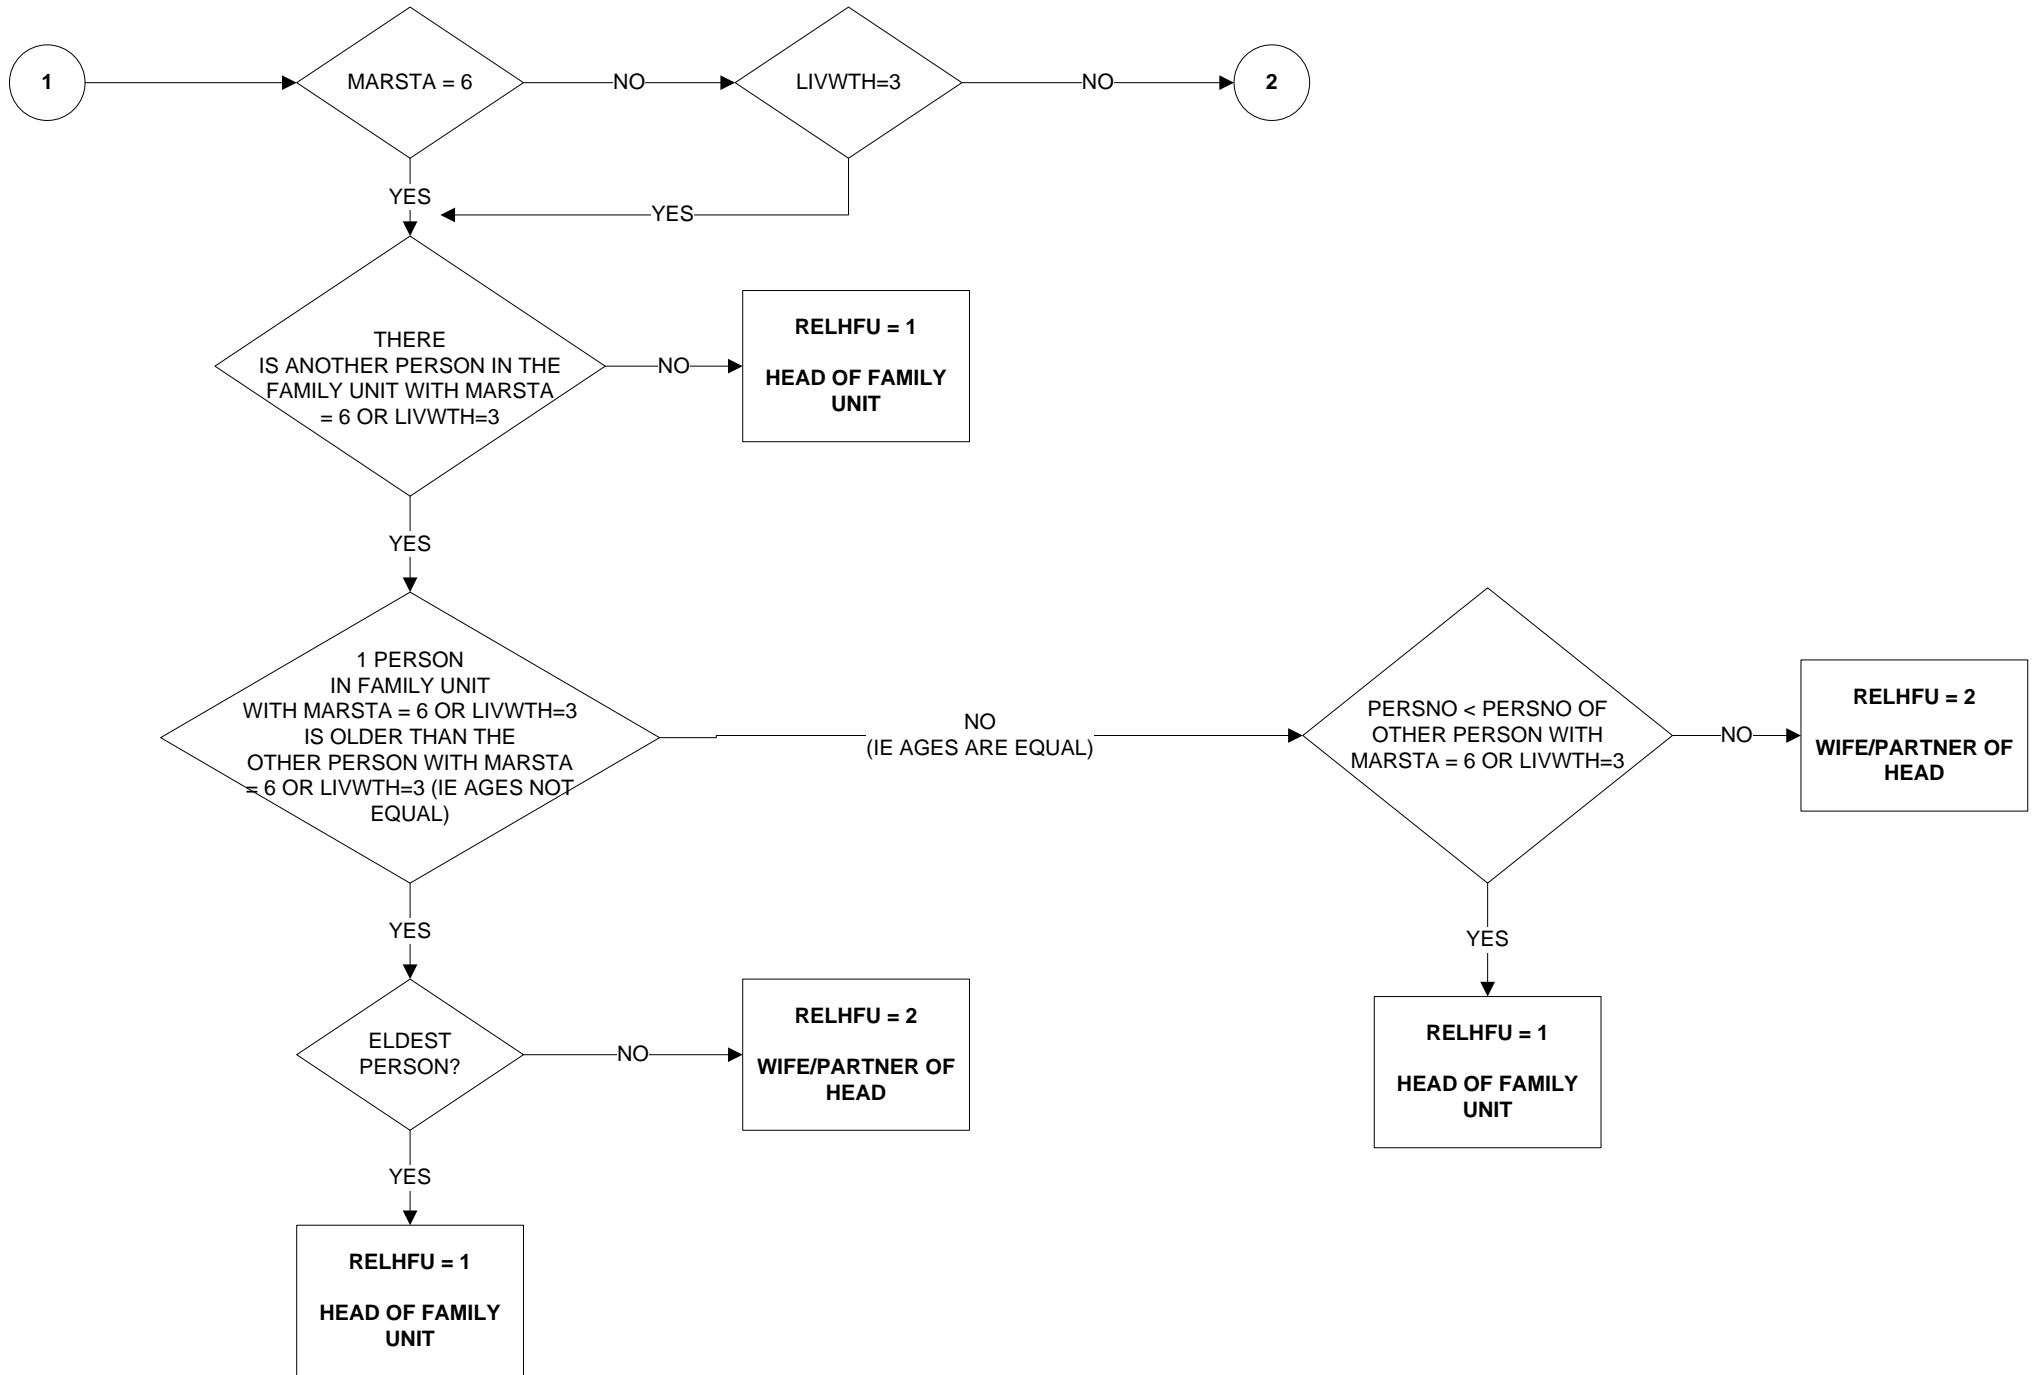 1
MARSTA = 6
NO
LIVWTH=3
NO
2
YES
YES
THERE
IS ANOTHER PERSON IN THE
FAMILY UNIT WITH MARSTA
= 6 OR LIVWTH=3
NO
RELHFU = 1
HEAD OF FAMILY
UNIT
YES
1 PERSON
IN FAMILY UNIT
WITH MARSTA = 6 OR LIVWTH=3
IS OLDER THAN THE
OTHER PERSON WITH MARSTA
= 6 OR LIVWTH=3 (IE AGES NOT
EQUAL)
NO
(IE AGES ARE EQUAL)
PERSNO < PERSNO OF
OTHER PERSON WITH
MARSTA = 6 OR LIVWTH=3
NO
RELHFU = 2
WIFE/PARTNER OF
HEAD
YES
YES
ELDEST
PERSON?
NO
RELHFU = 2
WIFE/PARTNER OF
HEAD
RELHFU = 1
HEAD OF FAMILY
UNIT
YES
RELHFU = 1
HEAD OF FAMILY
UNIT